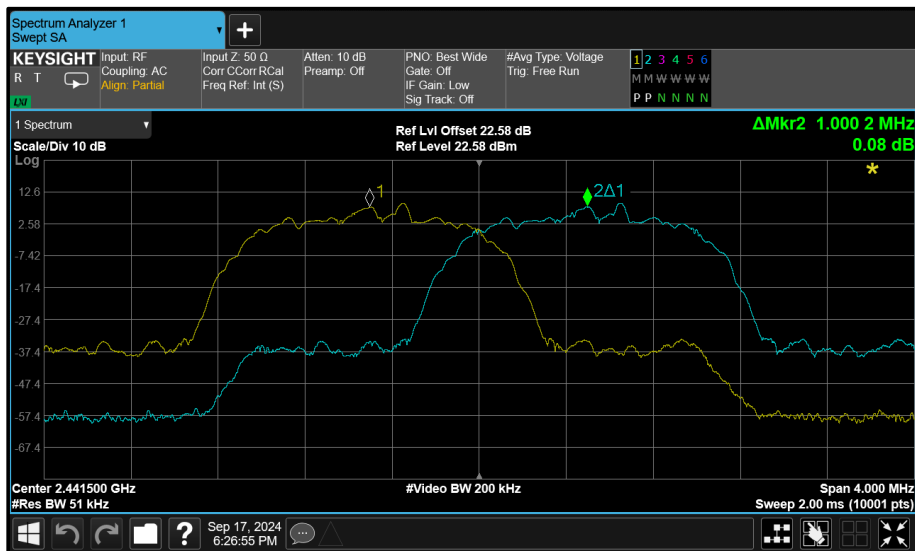 Spectrum Analyzer 1
Swept SA
+
KEYSIGHT
R T
LXI
Input: RF
Coupling: AC
Align: Partial
Input Z: 50 Ω
Corr CCorr RCal
Freq Ref: Int (S)
Atten: 10 dB
Preamp: Off
PNO: Best Wide
Gate: Off
IF Gain: Low
Sig Track: Off
#Avg Type: Voltage
Trig: Free Run
1 2 3 4 5 6
M M W W W W
P P N N N N
1 Spectrum
Scale/Div 10 dB
Ref Lvl Offset 22.58 dB
Ref Level 22.58 dBm
ΔMkr2 1.000 2 MHz
0.08 dB
*
Log
12.6
2.58
-7.42
-17.4
-27.4
-37.4
-47.4
-57.4
-67.4
1
2Δ1
Center 2.441500 GHz
#Res BW 51 kHz
#Video BW 200 kHz
Span 4.000 MHz
Sweep 2.00 ms (10001 pts)
?
Sep 17, 2024
6:26:55 PM